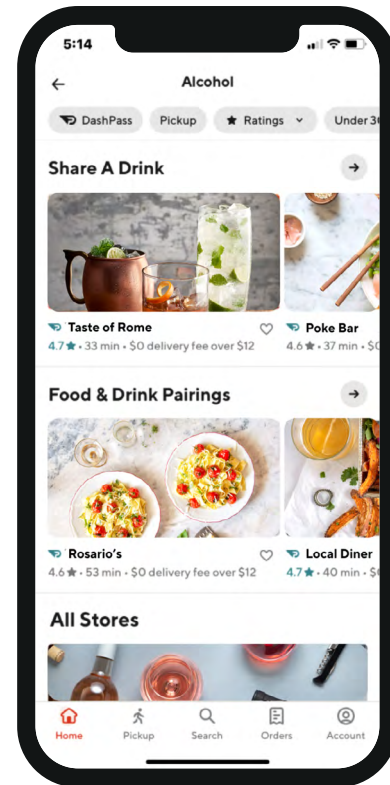 5:14
Alcohol
DashPass Pickup ★ Ratings Under
Share A Drink
Taste of Rome
4.7 ★ • 33 min • $0 delivery fee over $12
Poke Bar
4.6 ★ • 37 min •
Food & Drink Pairings
Rosario's
4.6 ★ • 53 min • $0 delivery fee over $12
Local Diner
4.7 ★ • 40 min •
All Stores
Home Pickup Search Orders Account